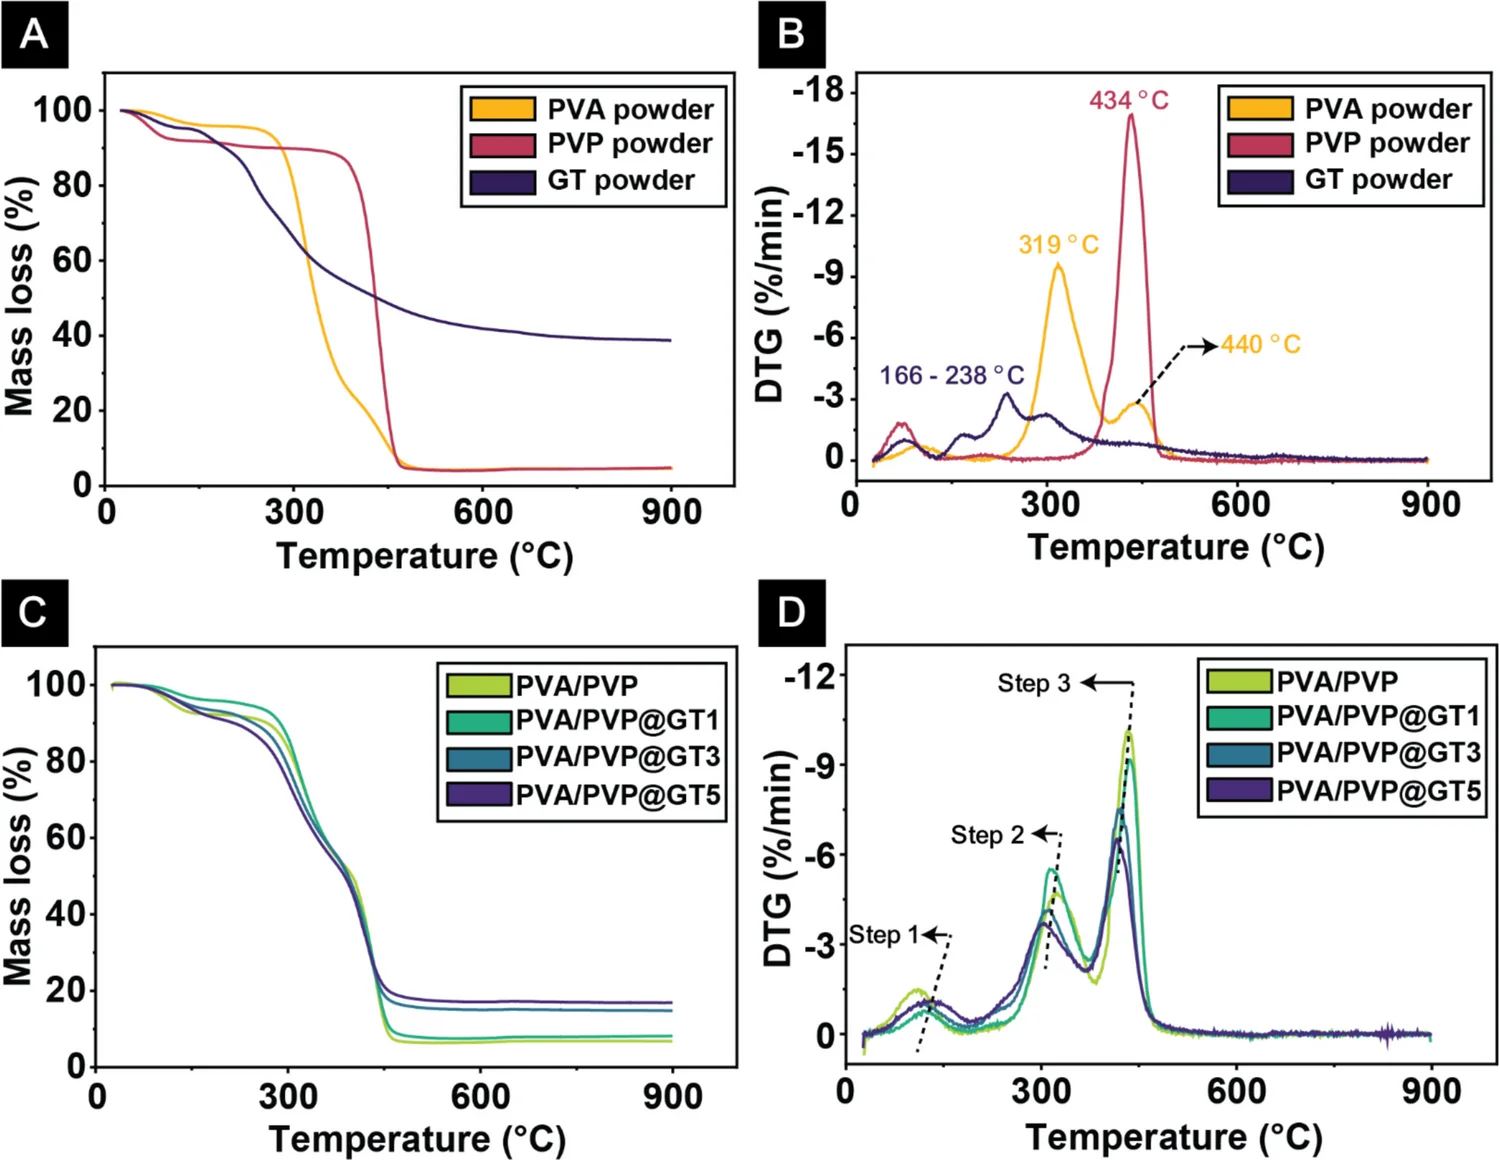 A
Mass loss (%)
100
80
60
40
20
0
0 300 600 900
Temperature (°C)
PVA powder
PVP powder
GT powder
B
DTG (%/min)
-18
-15
-12
-9
-6
-3
0
0 300 600 900
Temperature (°C)
PVA powder
PVP powder
GT powder
434 °C
319 °C
440 °C
166 - 238 °C
C
Mass loss (%)
100
80
60
40
20
0
0 300 600 900
Temperature (°C)
PVA/PVP
PVA/PVP@GT1
PVA/PVP@GT3
PVA/PVP@GT5
D
DTG (%/min)
-12
-9
-6
-3
0
0 300 600 900
Temperature (°C)
PVA/PVP
PVA/PVP@GT1
PVA/PVP@GT3
PVA/PVP@GT5
Step 3
Step 2
Step 1